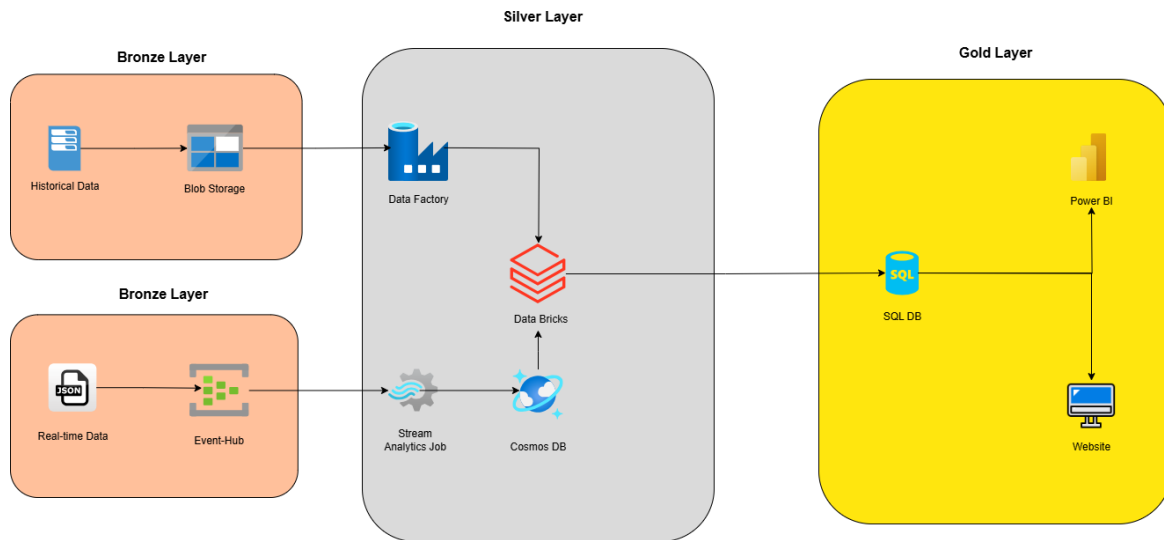 Silver Layer
Bronze Layer
Gold Layer
Historical Data
Blob Storage
Data Factory
Power BI
Bronze Layer
SQL
SQL DB
Data Bricks
JSON
Real-time Data
Event-Hub
Stream
Analytics Job
Cosmos DB
Website